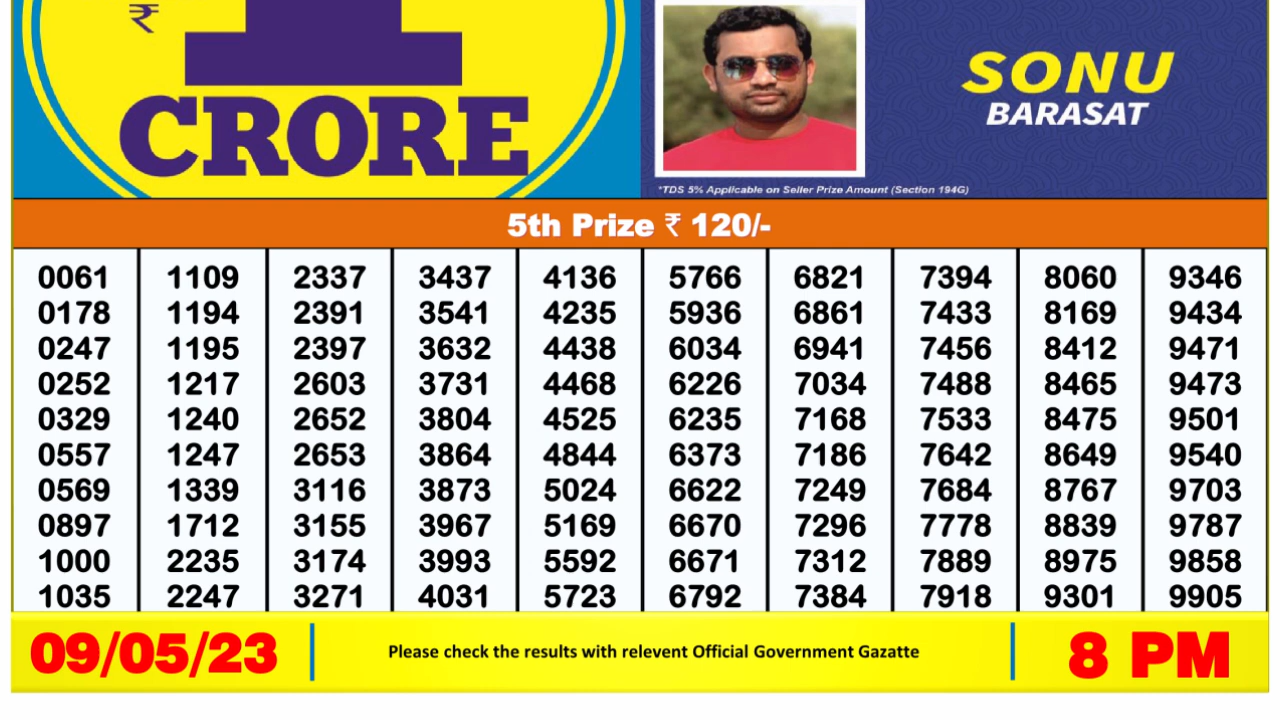 ₹ 1
CRORE
SONU
BARASAT
*TDS 5% Applicable on Seller Prize Amount (Section 194G)
5th Prize ₹ 120/-
0061 1109 2337 3437 4136 5766 6821 7394 8060 9346
0178 1194 2391 3541 4235 5936 6861 7433 8169 9434
0247 1195 2397 3632 4438 6034 6941 7456 8412 9471
0252 1217 2603 3731 4468 6226 7034 7488 8465 9473
0329 1240 2652 3804 4525 6235 7168 7533 8475 9501
0557 1247 2653 3864 4844 6373 7186 7642 8649 9540
0569 1339 3116 3873 5024 6622 7249 7684 8767 9703
0897 1712 3155 3967 5169 6670 7296 7778 8839 9787
1000 2235 3174 3993 5592 6671 7312 7889 8975 9858
1035 2247 3271 4031 5723 6792 7384 7918 9301 9905
09/05/23
Please check the results with relevent Official Government Gazatte
8 PM